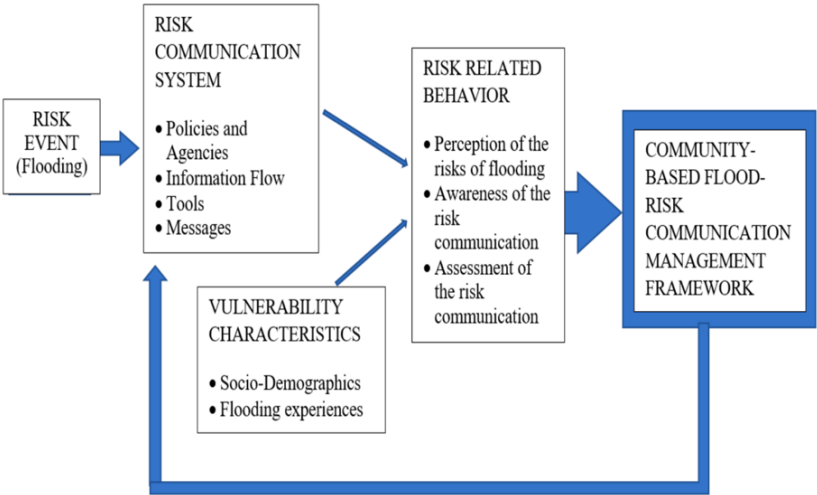 RISK
EVENT
(Flooding)
RISK
COMMUNICATION
SYSTEM
• Policies and
Agencies
• Information Flow
• Tools
• Messages
VULNERABILITY
CHARACTERISTICS
• Socio-Demographics
• Flooding experiences
RISK RELATED
BEHAVIOR
• Perception of the
risks of flooding
• Awareness of the
risk
communication
• Assessment of
the risk
communication
COMMUNITY-
BASED FLOOD-
RISK
COMMUNICATION
MANAGEMENT
FRAMEWORK